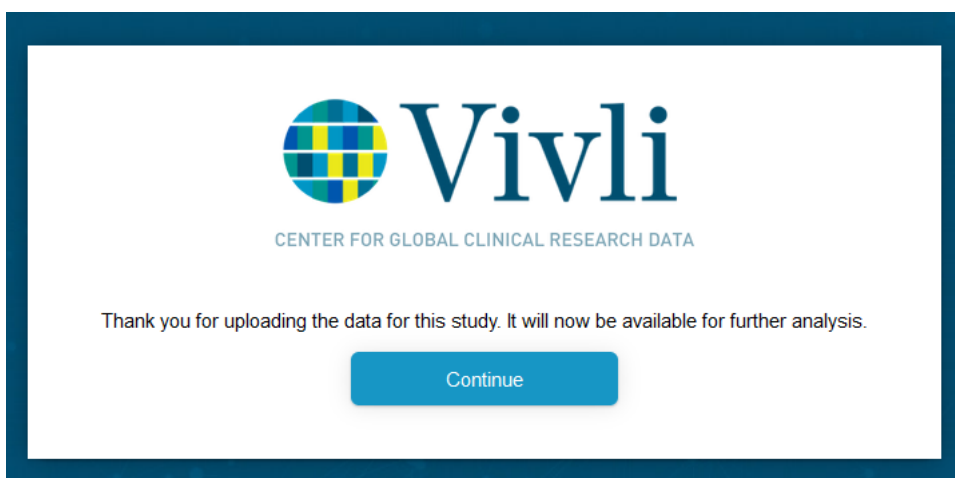 Vivli
CENTER FOR GLOBAL CLINICAL RESEARCH DATA
Thank you for uploading the data for this study. It will now be available for further analysis.
Continue